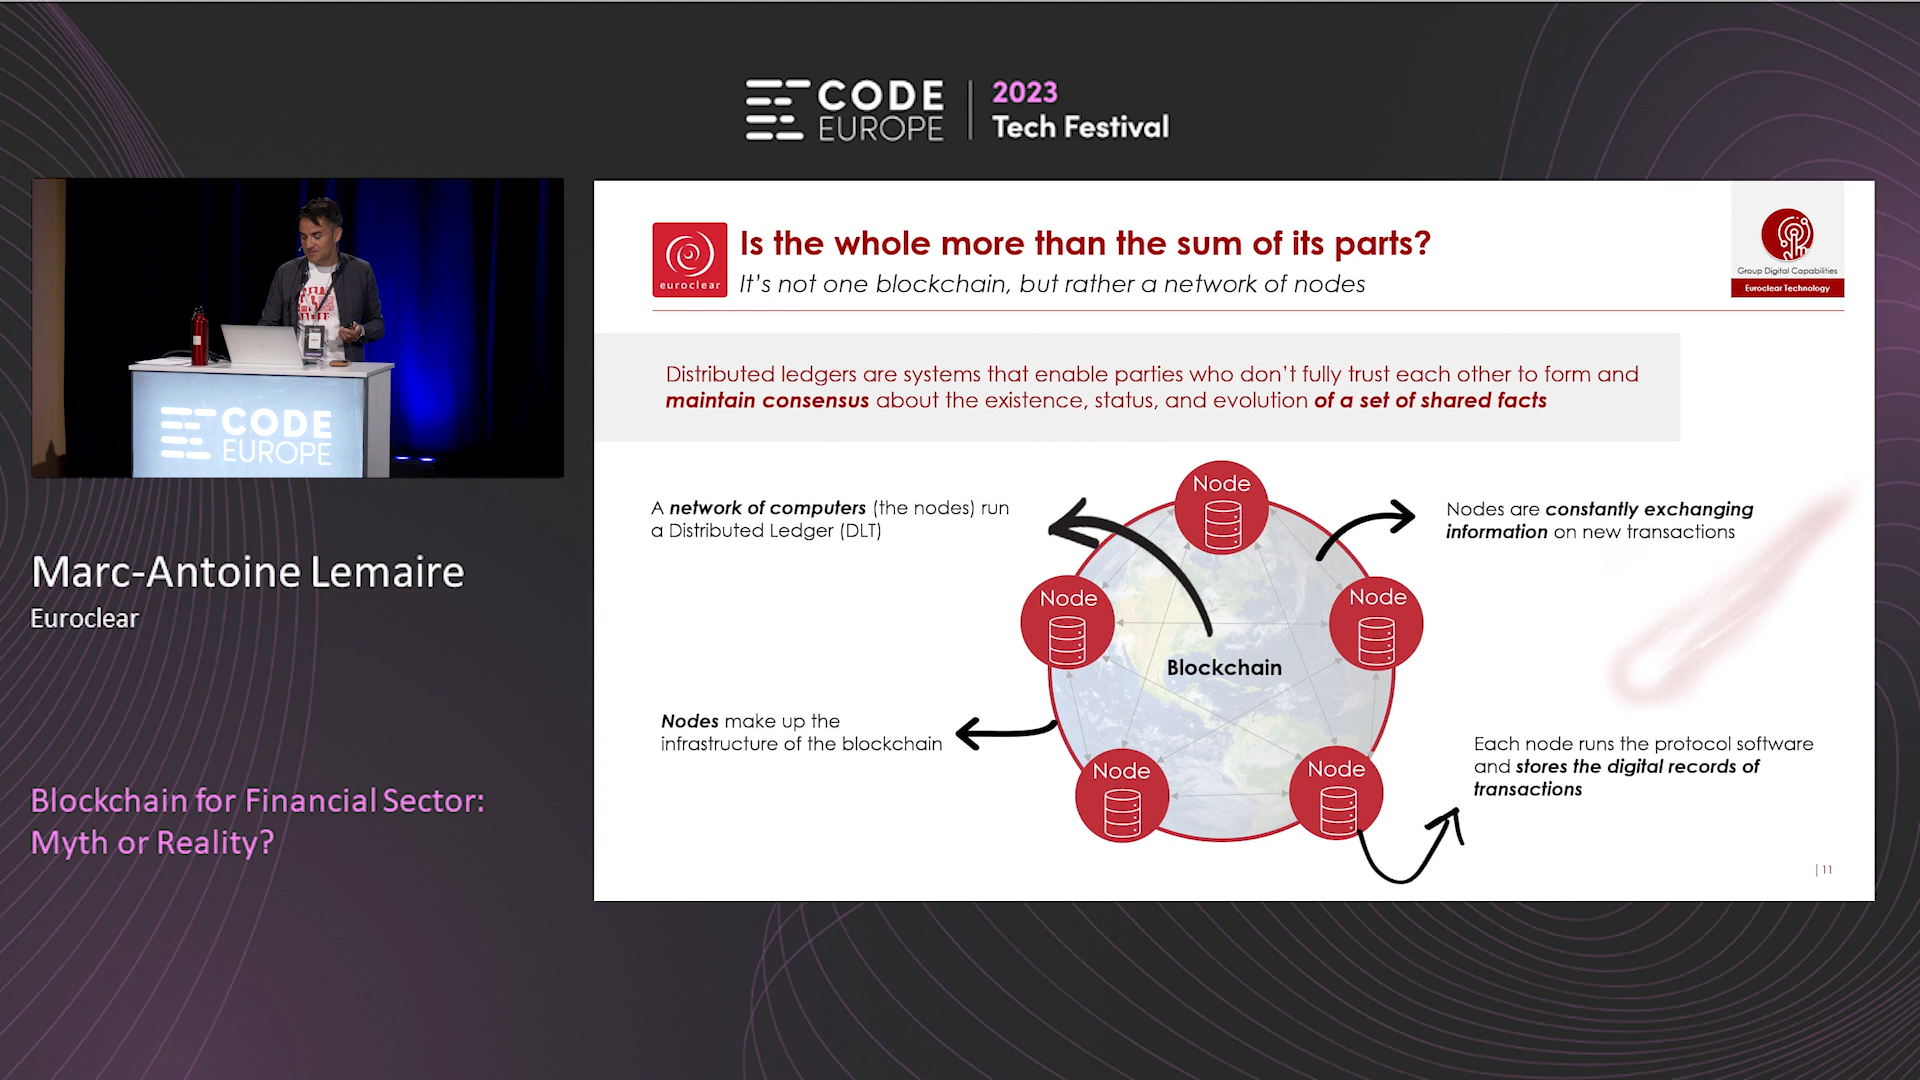 CODE
EUROPE
2023
Tech Festival
CODE
EUROPE
Marc-Antoine Lemaire
Euroclear
Blockchain for Financial Sector:
Myth or Reality?
euroclear
Is the whole more than the sum of its parts?
It's not one blockchain, but rather a network of nodes
Group Digital Capabilities
Euroclear Technology
Distributed ledgers are systems that enable parties who don't fully trust each other to form and
maintain consensus about the existence, status, and evolution of a set of shared facts
A network of computers (the nodes) run
a Distributed Ledger (DLT)
Node
Nodes are constantly exchanging
information on new transactions
Node
Node
Blockchain
Nodes make up the
infrastructure of the blockchain
Node
Node
Each node runs the protocol software
and stores the digital records of
transactions
| 11